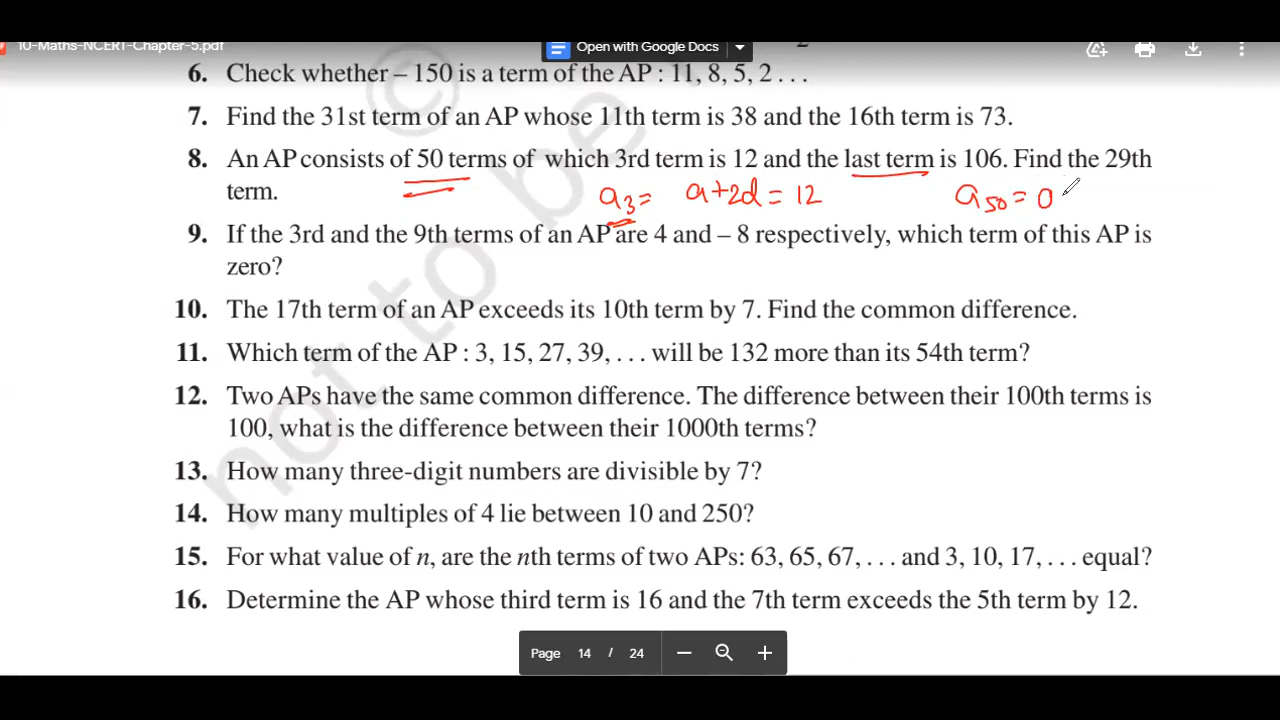 10-Maths-NCERT-Chapter-5.pdf
Open with Google Docs
2
6. Check whether – 150 is a term of the AP : 11, 8, 5, 2 . . .
7. Find the 31st term of an AP whose 11th term is 38 and the 16th term is 73.
8. An AP consists of 50 terms of which 3rd term is 12 and the last term is 106. Find the 29th
term.
a3 = a+2d = 12 a50 = 0
9. If the 3rd and the 9th terms of an AP are 4 and – 8 respectively, which term of this AP is
zero?
10. The 17th term of an AP exceeds its 10th term by 7. Find the common difference.
11. Which term of the AP : 3, 15, 27, 39, . . . will be 132 more than its 54th term?
12. Two APs have the same common difference. The difference between their 100th terms is
100, what is the difference between their 1000th terms?
13. How many three-digit numbers are divisible by 7?
14. How many multiples of 4 lie between 10 and 250?
15. For what value of n, are the nth terms of two APs: 63, 65, 67, . . . and 3, 10, 17, . . . equal?
16. Determine the AP whose third term is 16 and the 7th term exceeds the 5th term by 12.
© not to be
Page 14 / 24